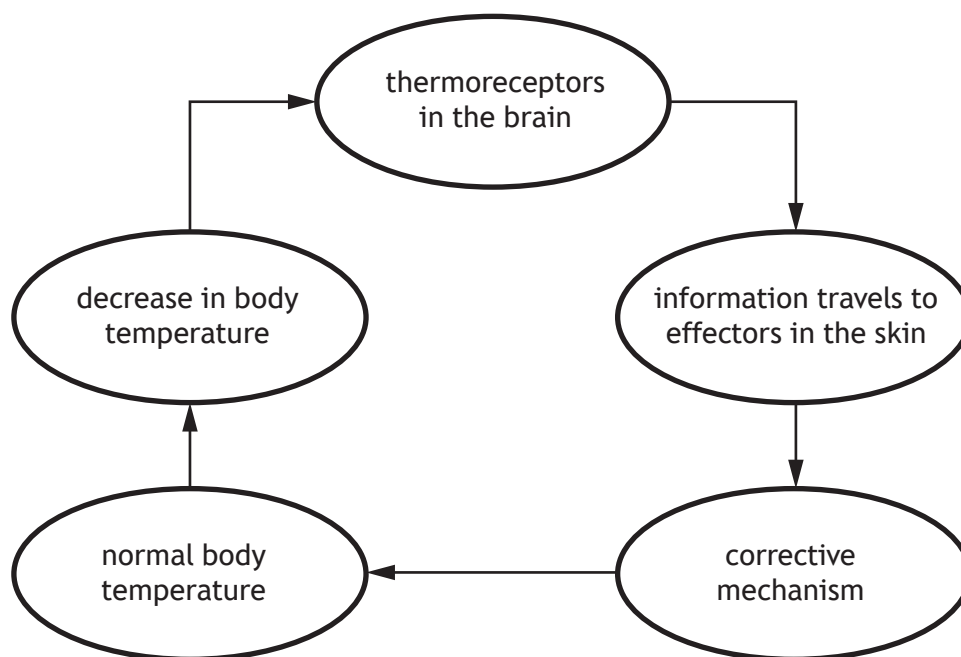 thermoreceptors
in the brain
decrease in body
temperature
information travels to
effectors in the skin
normal body
temperature
corrective
mechanism